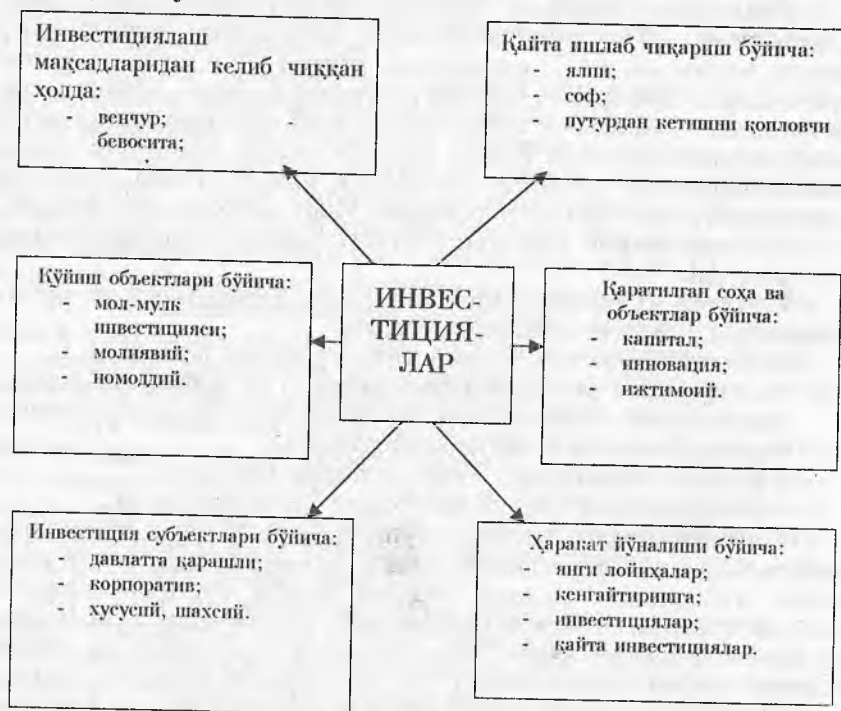 Инвестициялаш
мақсадларидан келиб чиққан
ҳолда:
- венчур;
бевосита;
Қайта ишлаб чиқариш бўйича:
- ялпи;
- соф;
- путурдан кетишни қопловчи
Қўйиш объектлари бўйича:
- мол-мулк
инвестицияси;
- молиявий;
- номоддий.
ИНВЕС-
ТИЦИЯ-
ЛАР
Қаратилган соҳа ва
объектлар бўйича:
- капитал;
- инновация;
- ижтимоий.
Инвестиция субъектлари бўйича:
- давлатга қарашли;
- корпоратив;
- хусусий, шахсий.
Ҳаракат йўналиши бўйича:
- янги лойиҳалар;
- кенгайтиришга;
- инвестициялар;
- қайта инвестициялар.